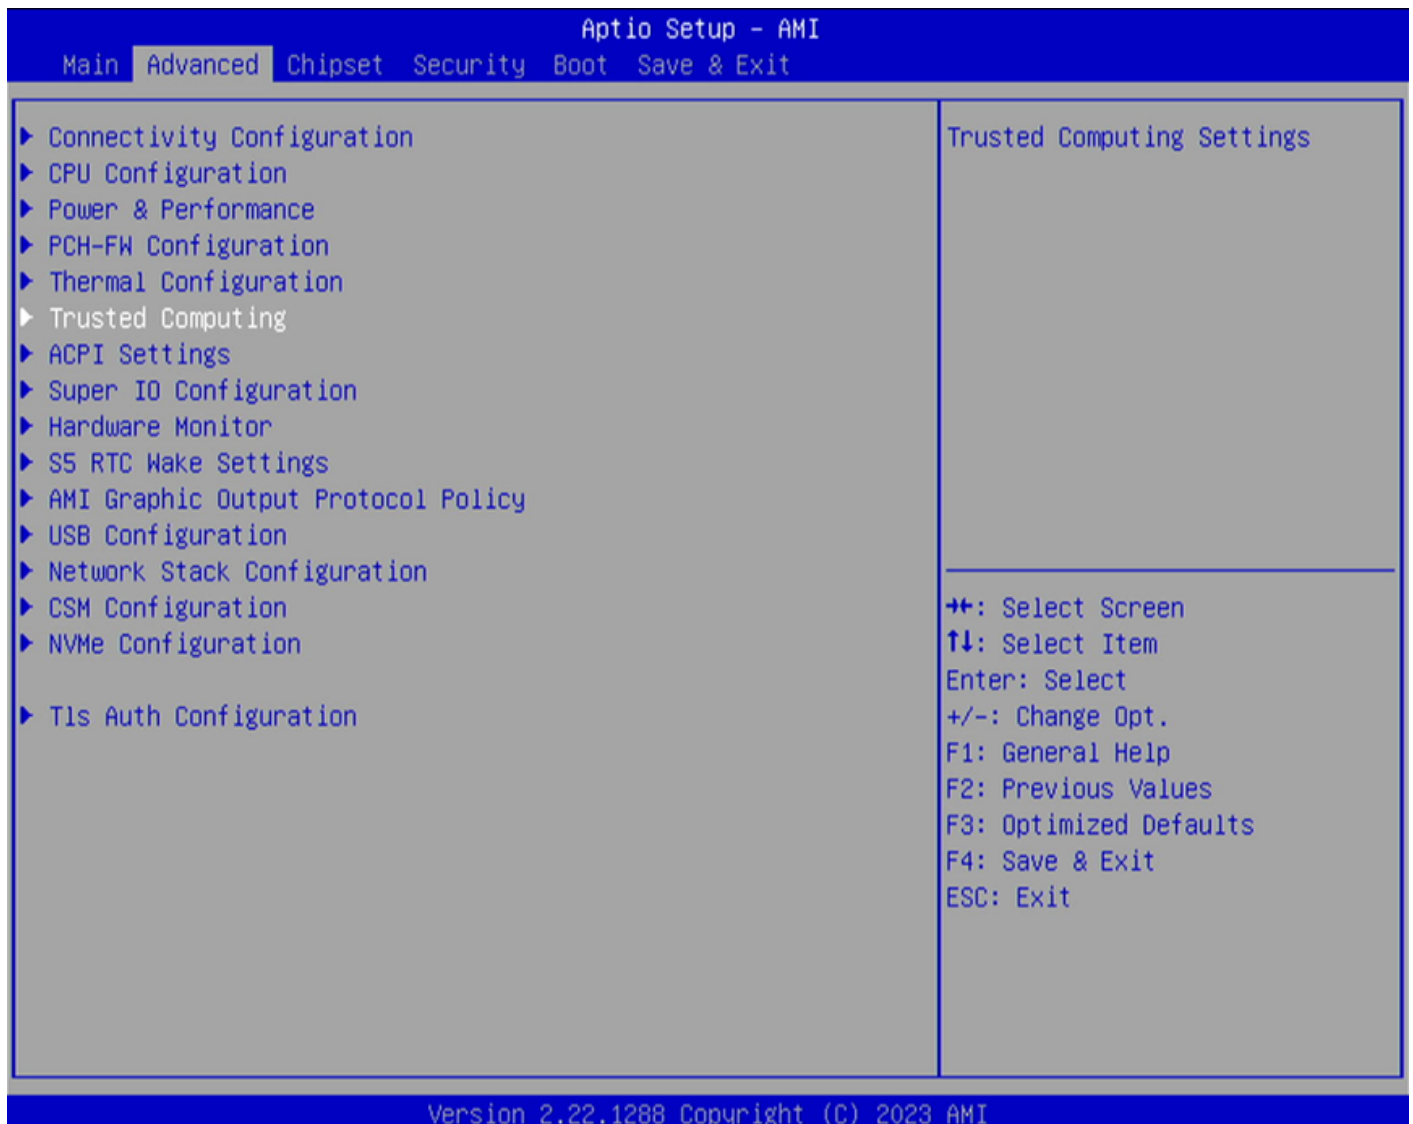 Aptio Setup – AMI
Main Advanced Chipset Security Boot Save & Exit
Connectivity Configuration
CPU Configuration
Power & Performance
PCH-FW Configuration
Thermal Configuration
Trusted Computing
ACPI Settings
Super IO Configuration
Hardware Monitor
S5 RTC Wake Settings
AMI Graphic Output Protocol Policy
USB Configuration
Network Stack Configuration
CSM Configuration
NVMe Configuration
Tls Auth Configuration
Trusted Computing Settings
→←: Select Screen
↑↓: Select Item
Enter: Select
+/-: Change Opt.
F1: General Help
F2: Previous Values
F3: Optimized Defaults
F4: Save & Exit
ESC: Exit
Version 2.22.1288 Copyright (C) 2023 AMI